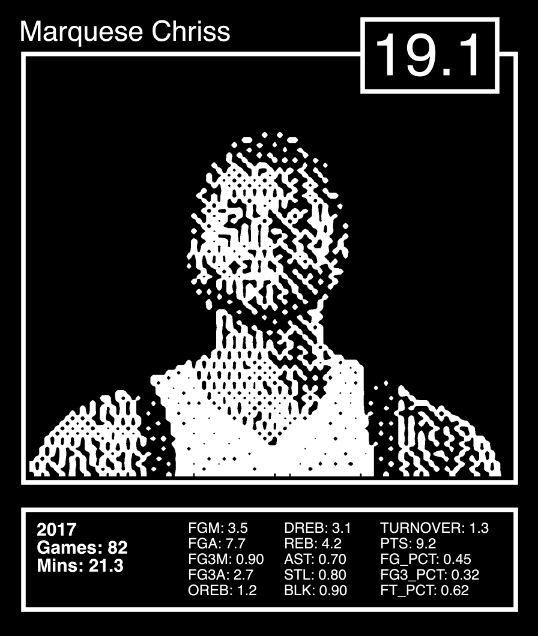 Marquese Chriss
19.1
2017
Games: 82
Mins: 21.3
FGM: 3.5
FGA: 7.7
FG3M: 0.90
FG3A: 2.7
OREB: 1.2
DREB: 3.1
REB: 4.2
AST: 0.70
STL: 0.80
BLK: 0.90
TURNOVER: 1.3
PTS: 9.2
FG_PCT: 0.45
FG3_PCT: 0.32
FT_PCT: 0.62